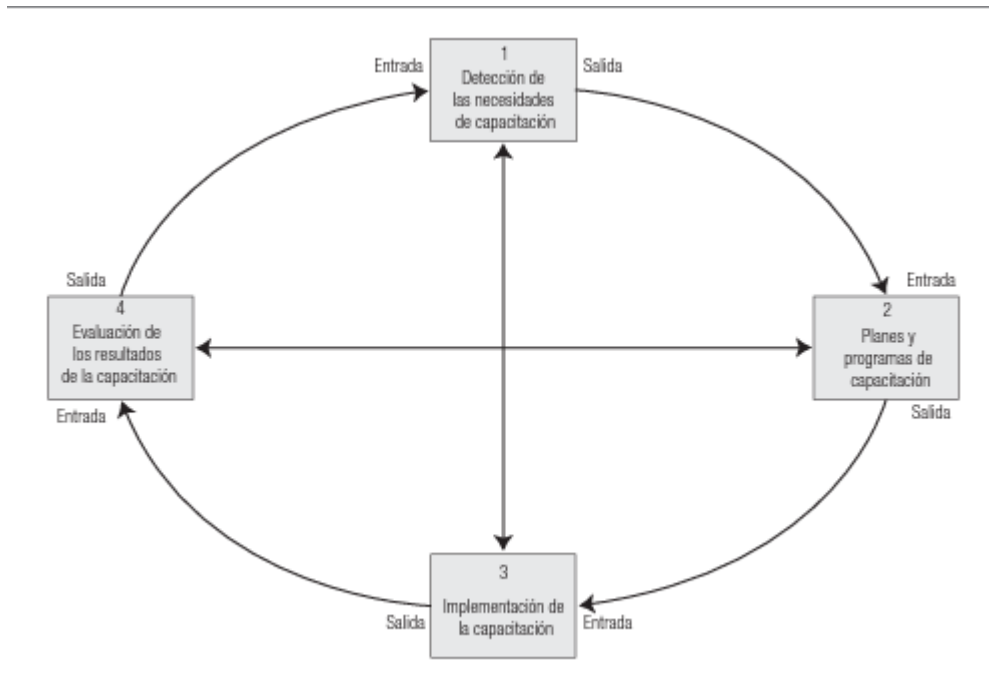 1
Detección de
las necesidades
de capacitación
Entrada
Salida
Entrada
2
Planes y
programas de
capacitación
Salida
Entrada
3
Implementación de
la capacitación
Salida
Entrada
4
Evaluación de
los resultados
de la capacitación
Salida